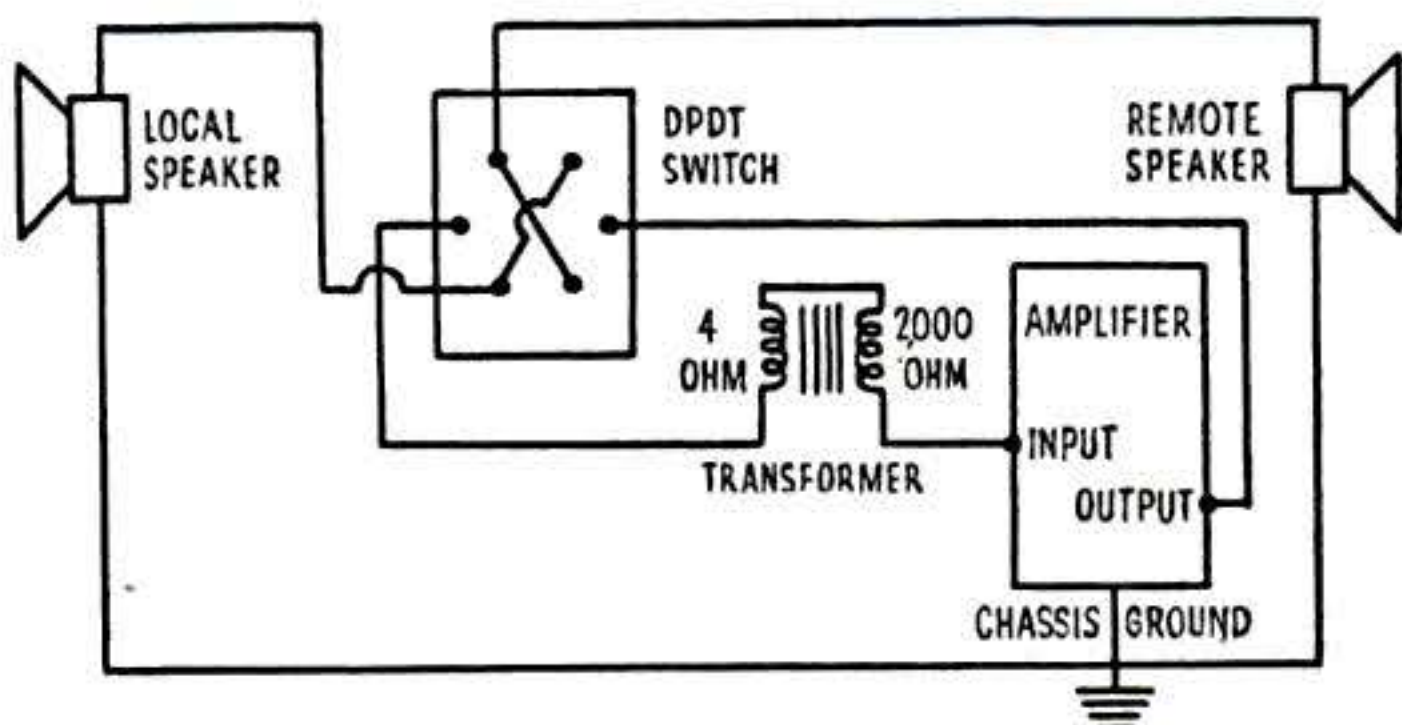 LOCAL
SPEAKER
DPDT
SWITCH
REMOTE
SPEAKER
4
OHM
2,000
OHM
TRANSFORMER
AMPLIFIER
INPUT
OUTPUT
CHASSIS GROUND